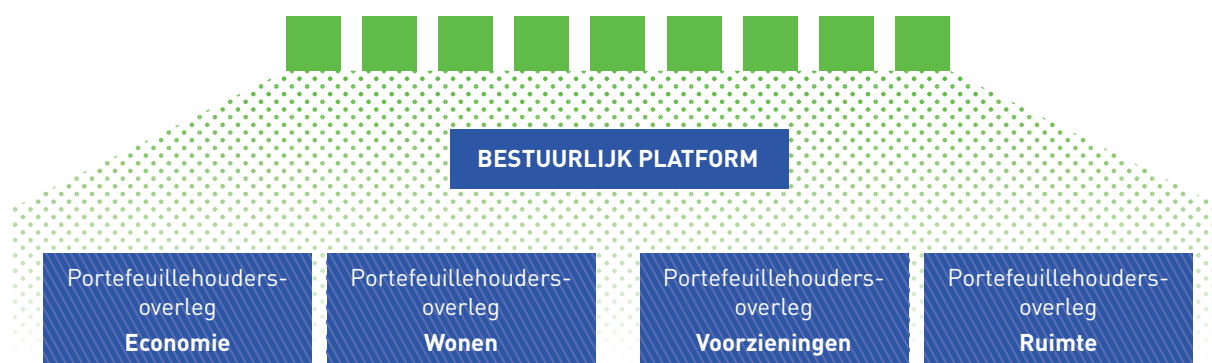 BESTUURLIJK PLATFORM
Portefeuillehouders-
overleg
Economie
Portefeuillehouders-
overleg
Wonen
Portefeuillehouders-
overleg
Voorzieningen
Portefeuillehouders-
overleg
Ruimte